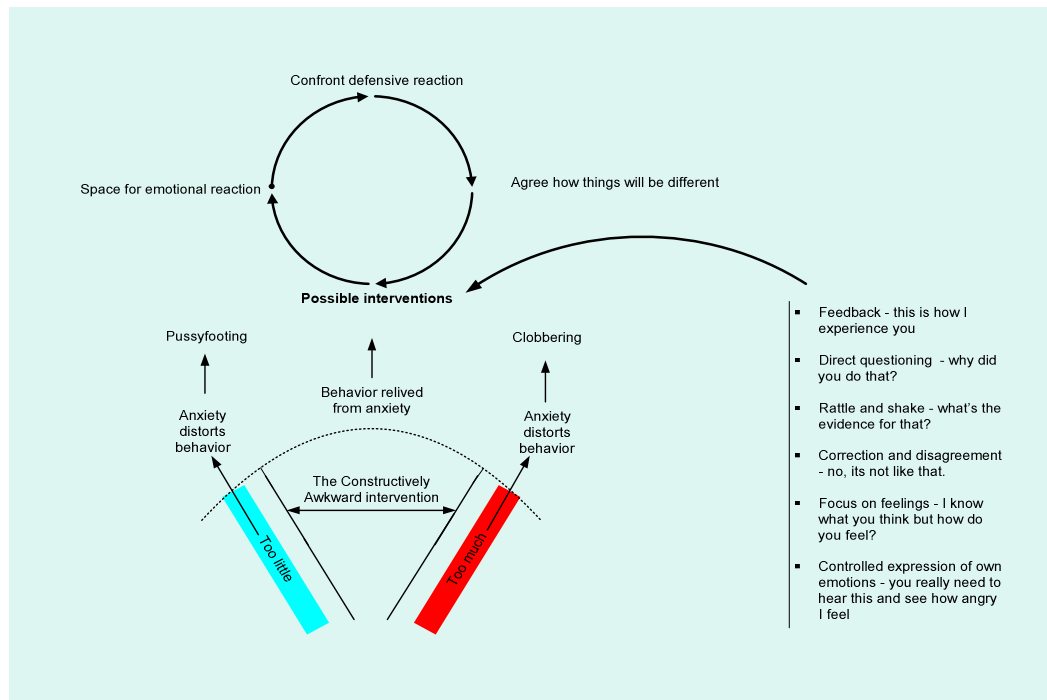 Confront defensive reaction
Space for emotional reaction
Agree how things will be different
Possible interventions
Pussyfooting
Clobbering
Behavior relived
from anxiety
Anxiety
distorts
behavior
Anxiety
distorts
behavior
The Constructively
Awkward intervention
Too little
Too much
▪ Feedback - this is how I
experience you
▪ Direct questioning - why did
you do that?
▪ Rattle and shake - what's the
evidence for that?
▪ Correction and disagreement
- no, its not like that.
▪ Focus on feelings - I know
what you think but how do
you feel?
▪ Controlled expression of own
emotions - you really need to
hear this and see how angry
I feel